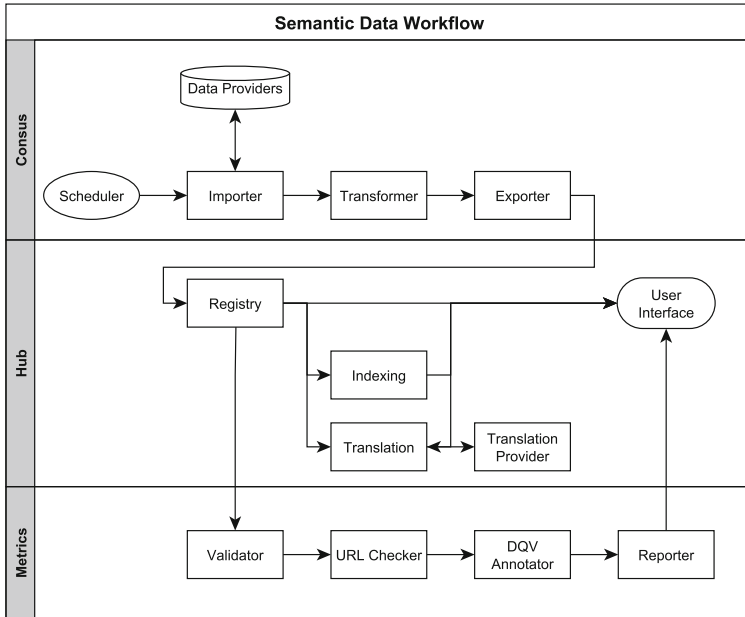 Semantic Data Workflow
Consus
Data Providers
Scheduler
Importer
Transformer
Exporter
Hub
Registry
User
Interface
Indexing
Translation
Translation
Provider
Metrics
Validator
URL Checker
DQV
Annotator
Reporter